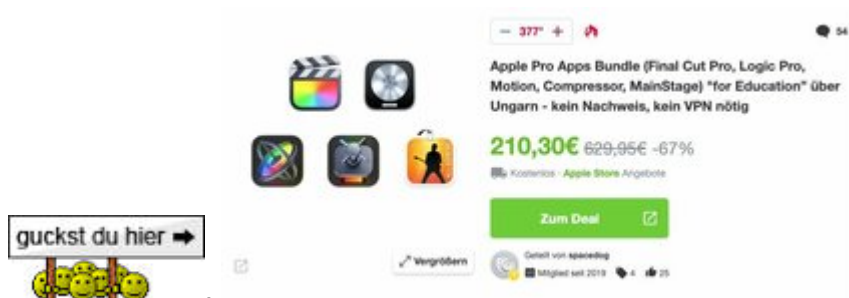 377° +
54
Apple Pro Apps Bundle (Final Cut Pro, Logic Pro,
Motion, Compressor, MainStage) "for Education" über
Ungarn - kein Nachweis, kein VPN nötig
210,30€ 629,95€ -67%
Kostenlos · Apple Store Angebote
Zum Deal
guckst du hier ➡
Vergrößern
Geteilt von spacedog
Mitglied seit 2019 4 25